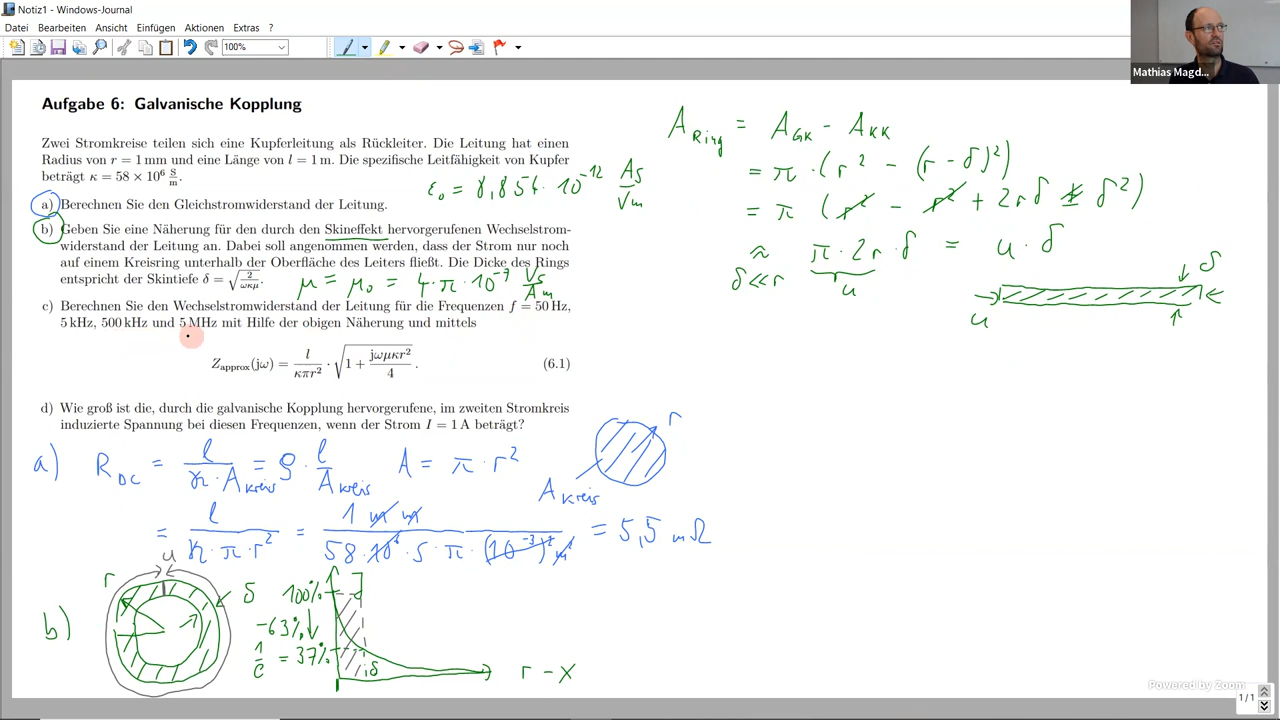 Notiz1 - Windows-Journal
Datei Bearbeiten Ansicht Einfügen Aktionen Extras ?
100%
Mathias Magd...
Aufgabe 6: Galvanische Kopplung
Zwei Stromkreise teilen sich eine Kupferleitung als Rückleiter. Die Leitung hat einen
Radius von r = 1 mm und eine Länge von l = 1 m. Die spezifische Leitfähigkeit von Kupfer
beträgt κ = 58 × 10⁶ S/m.
ε₀ = 8,854 · 10⁻¹² As/Vm
a) Berechnen Sie den Gleichstromwiderstand der Leitung.
b) Geben Sie eine Näherung für den durch den Skineffekt hervorgerufenen Wechselstrom-
widerstand der Leitung an. Dabei soll angenommen werden, dass der Strom nur noch
auf einem Kreisring unterhalb der Oberfläche des Leiters fließt. Die Dicke des Rings
entspricht der Skintiefe δ = √(2/ωκμ).
μ = μ₀ = 4 · π · 10⁻⁷ Vs/Am
c) Berechnen Sie den Wechselstromwiderstand der Leitung für die Frequenzen f = 50 Hz,
5 kHz, 500 kHz und 5 MHz mit Hilfe der obigen Näherung und mittels
Z_approx(jω) = l/(κπr²) · √(1 + jωμκr²/4) . (6.1)
d) Wie groß ist die, durch die galvanische Kopplung hervorgerufene, im zweiten Stromkreis
induzierte Spannung bei diesen Frequenzen, wenn der Strom I = 1 A beträgt?
A_Ring = A_GK - A_KK
= π · (r² - (r - δ)²)
= π (r² - r² + 2rδ ± δ²)
≈ π · 2r · δ = u · δ
δ<<r u
δ
u
a) R_DC = l/(κ · A_Kreis) = ρ · l/A_Kreis A = π · r²
r
A_Kreis
= l/(κ · π · r²) = 1 m m/(58 · 10⁶ · S · π · (10⁻³)² m²) = 5,5 mΩ
b)
u
r
δ
100%
-63%
1/e = 37%
δ
r - x
Recorded by Zoom
1 / 1